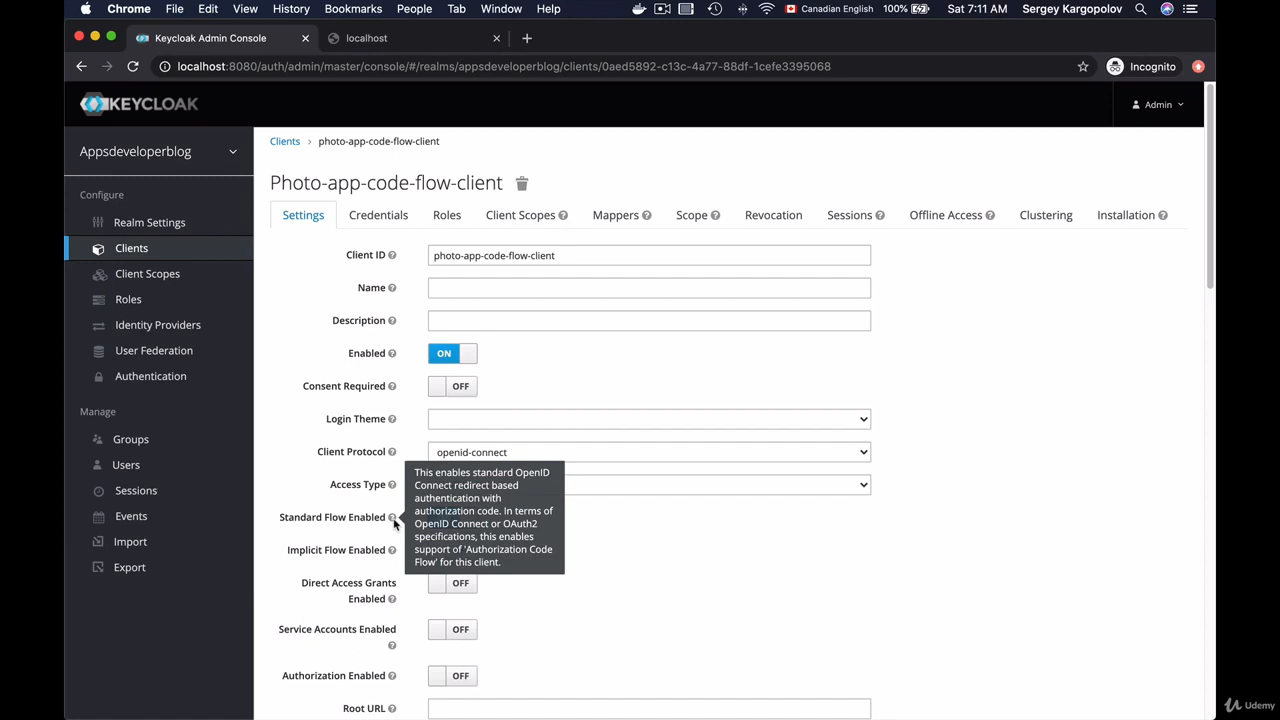 Chrome File Edit View History Bookmarks People Tab Window Help Canadian English 100% Sat 7:11 AM Sergey Kargopolov
Keycloak Admin Console
localhost
localhost:8080/auth/admin/master/console/#/realms/appsdeveloperblog/clients/0aed5892-c13c-4a77-88df-1cefe3395068
Incognito
KEYCLOAK
Admin
Appsdeveloperblog
Configure
Realm Settings
Clients
Client Scopes
Roles
Identity Providers
User Federation
Authentication
Manage
Groups
Users
Sessions
Events
Import
Export
Clients > photo-app-code-flow-client
Photo-app-code-flow-client
Settings Credentials Roles Client Scopes Mappers Scope Revocation Sessions Offline Access Clustering Installation
Client ID photo-app-code-flow-client
Name
Description
Enabled ON
Consent Required OFF
Login Theme
Client Protocol openid-connect
Access Type
Standard Flow Enabled
Implicit Flow Enabled
This enables standard OpenID
Connect redirect based
authentication with
authorization code. In terms of
OpenID Connect or OAuth2
specifications, this enables
support of 'Authorization Code
Flow' for this client.
Direct Access Grants
Enabled
OFF
Service Accounts Enabled OFF
Authorization Enabled OFF
Root URL
Udemy